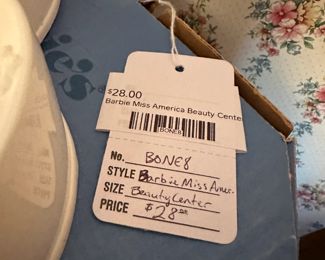 $28.00
Barbie Miss America Beauty Cente
BONE8
No. BONE8
STYLE Barbie Miss Amer-
SIZE Beauty Center
PRICE $28.00